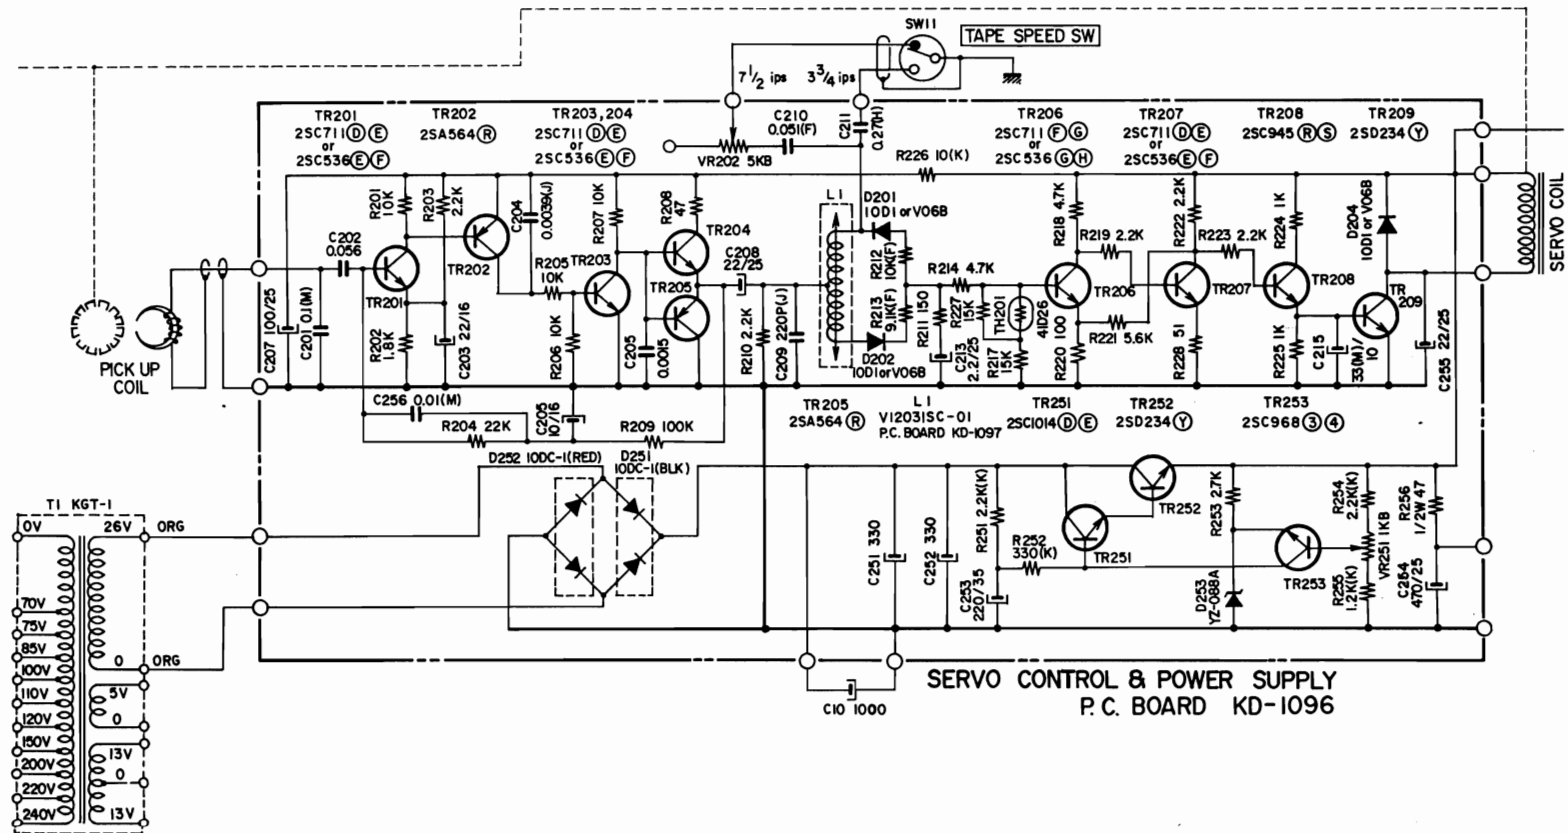 SW11
TAPE SPEED SW
7 1/2 ips
3 3/4 ips
TR201
2SC711 (D) (E)
or
2SC536 (E) (F)
TR202
2SA564 (R)
TR203,204
2SC711 (D) (E)
or
2SC536 (E) (F)
C210
0.051(F)
C211
0.27(H)
VR202 5KB
TR206
2SC711 (F) (G)
or
2SC536 (G) (H)
TR207
2SC711 (D) (E)
or
2SC536 (E) (F)
TR208
2SC945 (R) (S)
TR209
2SD234 (Y)
R226 10(K)
R201
10K
R203
2.2K
C204
0.0039(J)
R207 10K
R208
47
L1
D201
10D1 or V06B
R218 4.7K
R222 2.2K
R224 1K
D204
10D1 or V06B
SERVO COIL
C202
0.056
TR201
TR202
R205
10K
TR203
TR204
C208
22/25
R212
10K(F)
R214 4.7K
R219 2.2K
R223 2.2K
TR206
TR207
TR208
TR
209
PICK UP
COIL
C207 100/25
C201 0.1(M)
R202
1.8K
C203 22/16
R206 10K
C205
0.0015
TR205
R210 2.2K
C209 220P(J)
R213
9.1K(F)
D202
10D1 or V06B
R211 150
C213
2.2/25
R227
15K
TH201
41D26
R217
15K
R220 100
R221 5.6K
R228 51
R225 1K
C215
33(M)/
10
C255 22/25
C256 0.01(M)
R204 22K
C205
10/16
R209 100K
TR205
2SA564 (R)
L1
V12031SC-01
P.C. BOARD KD-1097
TR251
2SC1014 (D) (E)
TR252
2SD234 (Y)
TR253
2SC968 (3) (4)
D252 10DC-1(RED)
D251
10DC-1(BLK)
T1 KGT-1
0V
26V
ORG
70V
75V
85V
100V
0
ORG
110V
5V
120V
0
150V
13V
200V
0
220V
240V
13V
C251 330
C252 330
R251 2.2K(K)
R252
330(K)
C253
220/35
TR251
TR252
R253 2.7K
D253
YZ-088A
TR253
R254
2.2K(K)
VR251 1KB
R255
1.2K(K)
R256
1/2W 47
C254
470/25
C10 1000
SERVO CONTROL & POWER SUPPLY
P.C. BOARD KD-1096